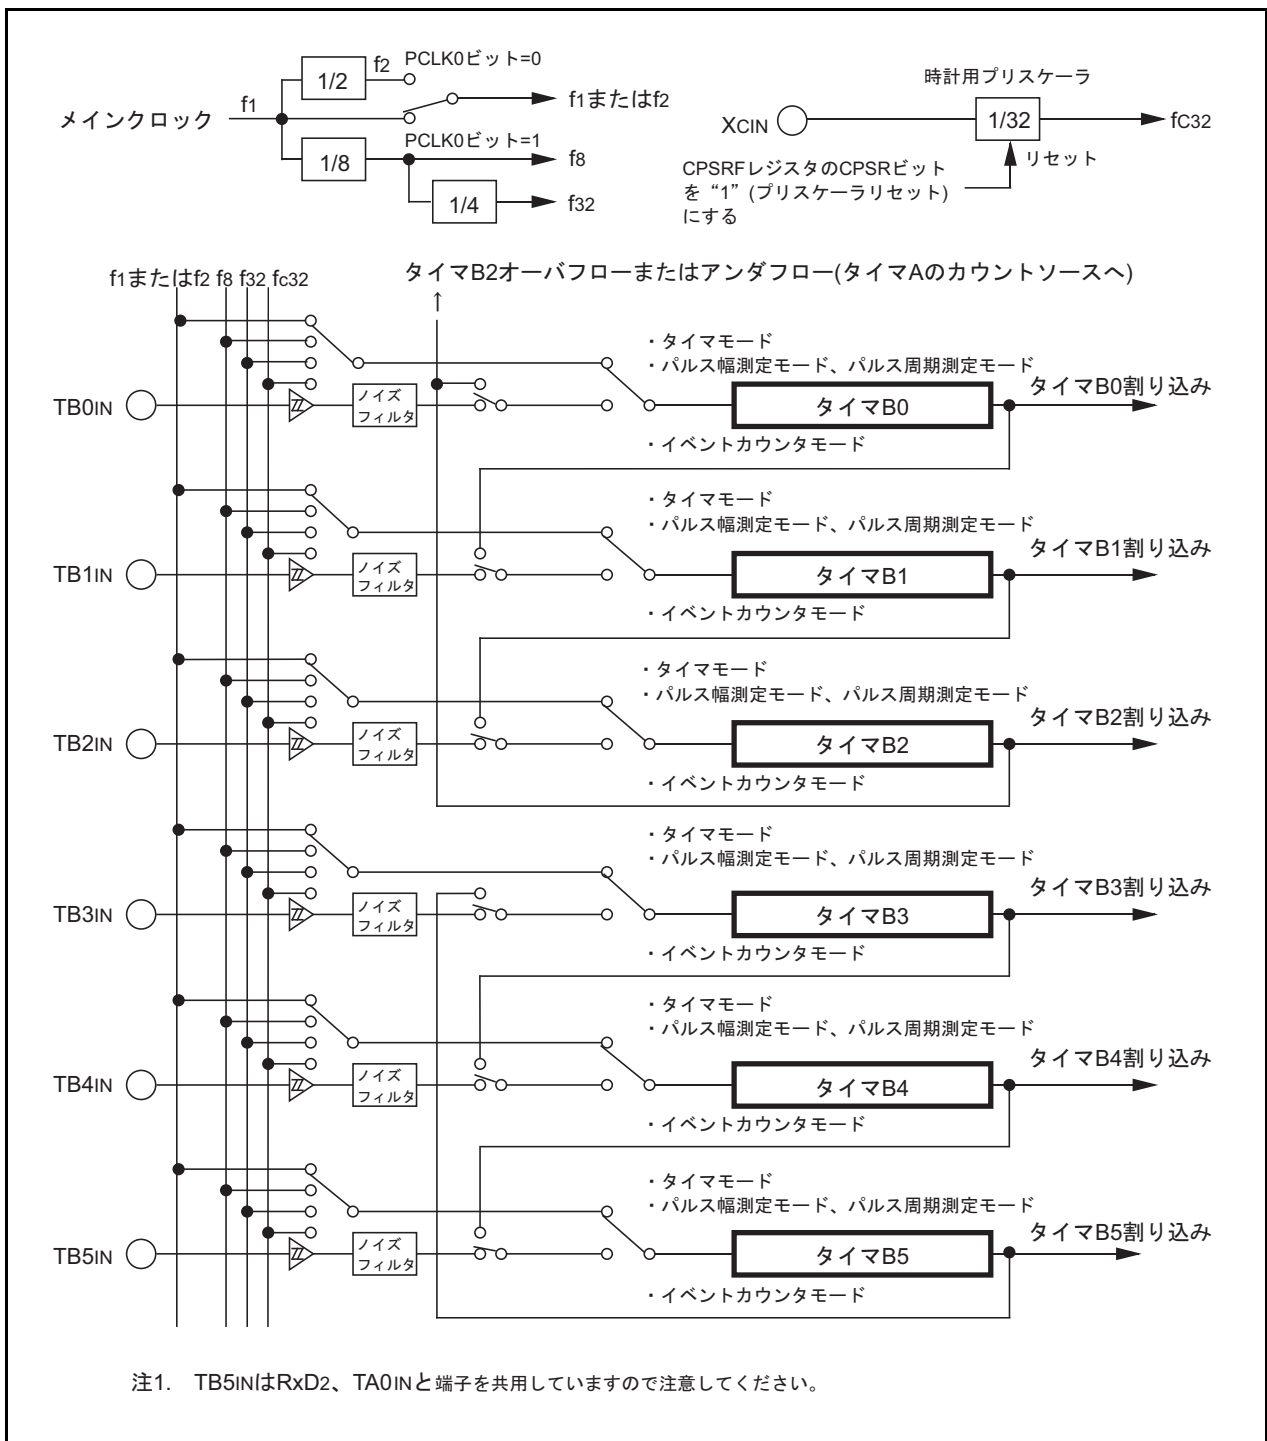 メインクロック
f1
1/2
f2
PCLK0ビット=0
f1またはf2
PCLK0ビット=1
1/8
f8
1/4
f32
時計用プリスケーラ
XCIN
1/32
fC32
リセット
CPSRFレジスタのCPSRビット
を“1”(プリスケーラリセット)
にする
f1またはf2 f8 f32 fc32
タイマB2オーバフローまたはアンダフロー(タイマAのカウントソースへ)
↑
・タイマモード
・パルス幅測定モード、パルス周期測定モード
タイマB0割り込み
TB0IN
ノイズ
フィルタ
タイマB0
・イベントカウンタモード
・タイマモード
・パルス幅測定モード、パルス周期測定モード
タイマB1割り込み
TB1IN
ノイズ
フィルタ
タイマB1
・イベントカウンタモード
・タイマモード
・パルス幅測定モード、パルス周期測定モード
タイマB2割り込み
TB2IN
ノイズ
フィルタ
タイマB2
・イベントカウンタモード
・タイマモード
・パルス幅測定モード、パルス周期測定モード
タイマB3割り込み
TB3IN
ノイズ
フィルタ
タイマB3
・イベントカウンタモード
・タイマモード
・パルス幅測定モード、パルス周期測定モード
タイマB4割り込み
TB4IN
ノイズ
フィルタ
タイマB4
・イベントカウンタモード
・タイマモード
・パルス幅測定モード、パルス周期測定モード
タイマB5割り込み
TB5IN
ノイズ
フィルタ
タイマB5
・イベントカウンタモード
注1. TB5INはRxD2、TA0INと端子を共用していますので注意してください。